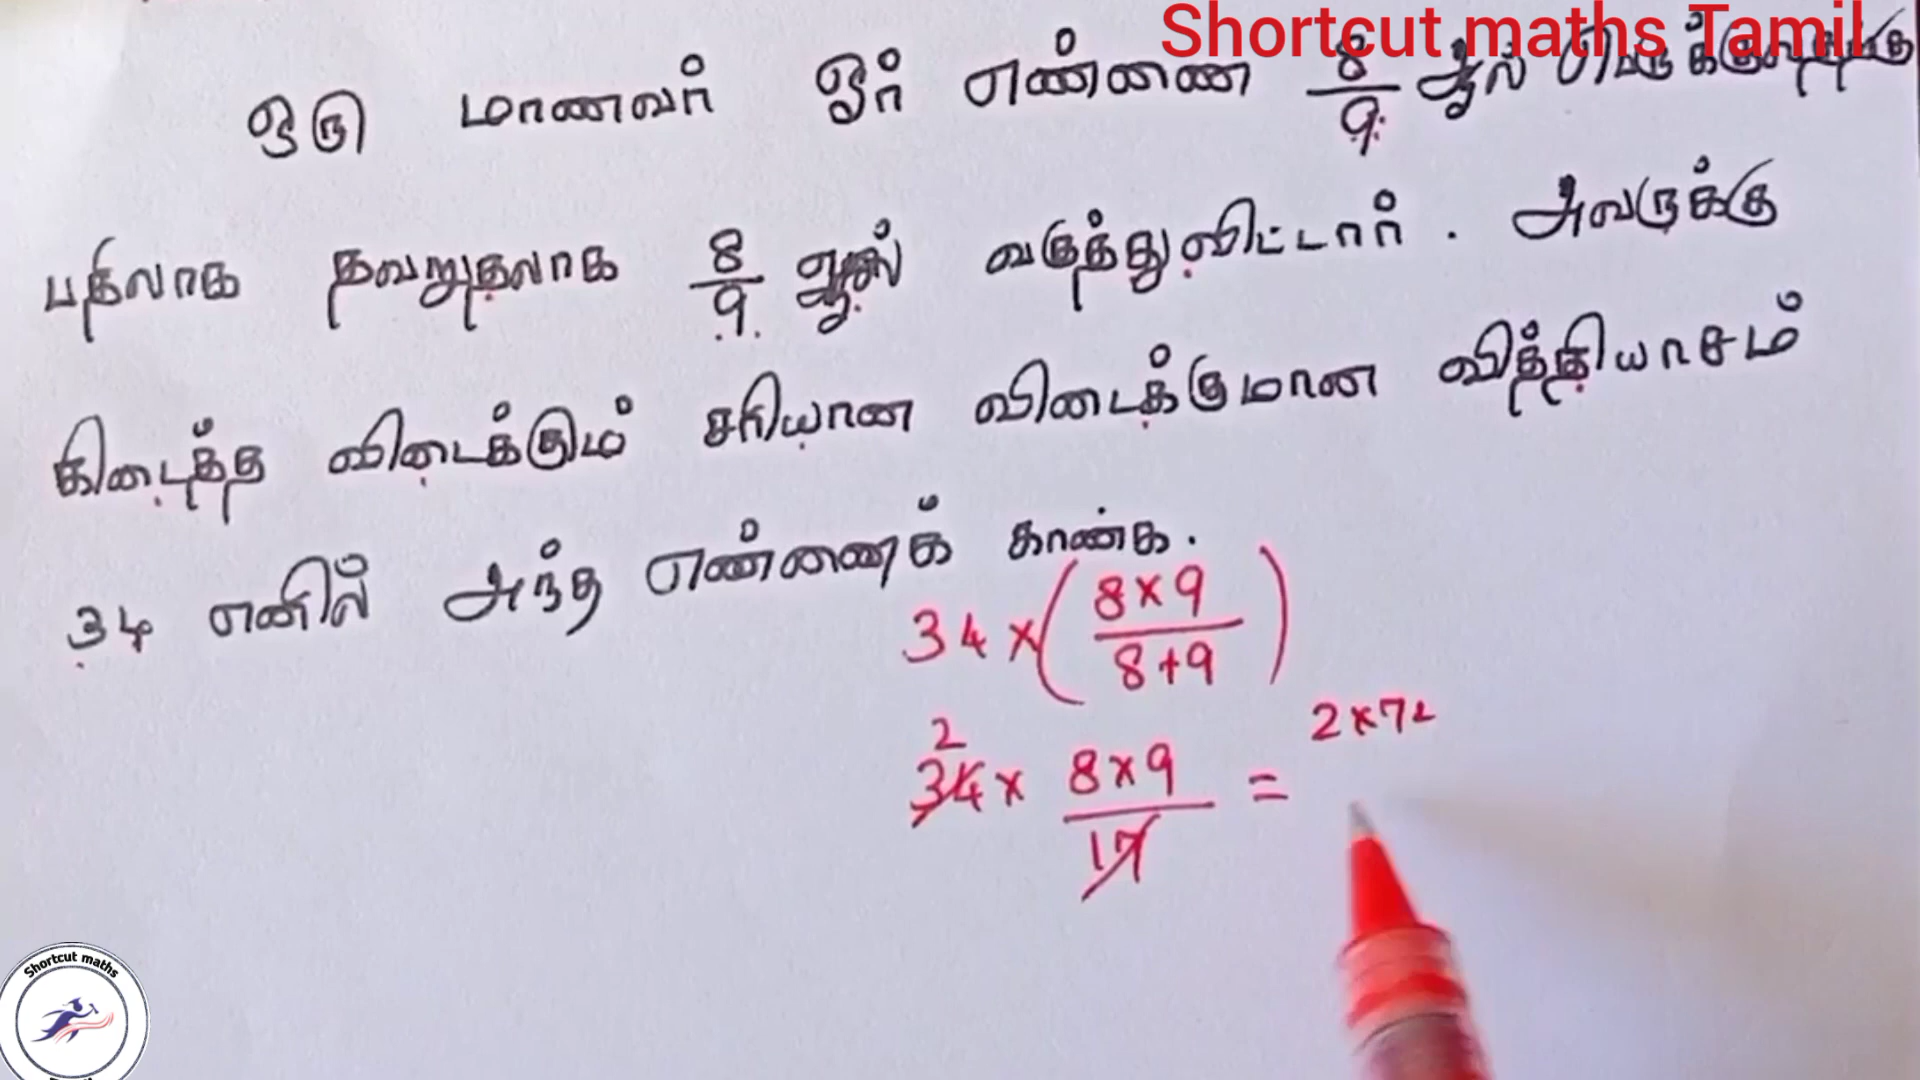 Shortcut maths Tamil
ஒரு மாணவர் ஓர் எண்ணை 8/9 ஆல் பெருக்குவதற்கு
பதிலாக தவறுதலாக 8/9 ஆல் வகுத்துவிட்டார். அவருக்கு
கிடைத்த விடைக்கும் சரியான விடைக்குமான வித்தியாசம்
34 எனில் அந்த எண்ணைக் காண்க.
34 × ( 8×9 / 8+9 )
2
34 × 8×9 / 17 = 2×72
Shortcut maths